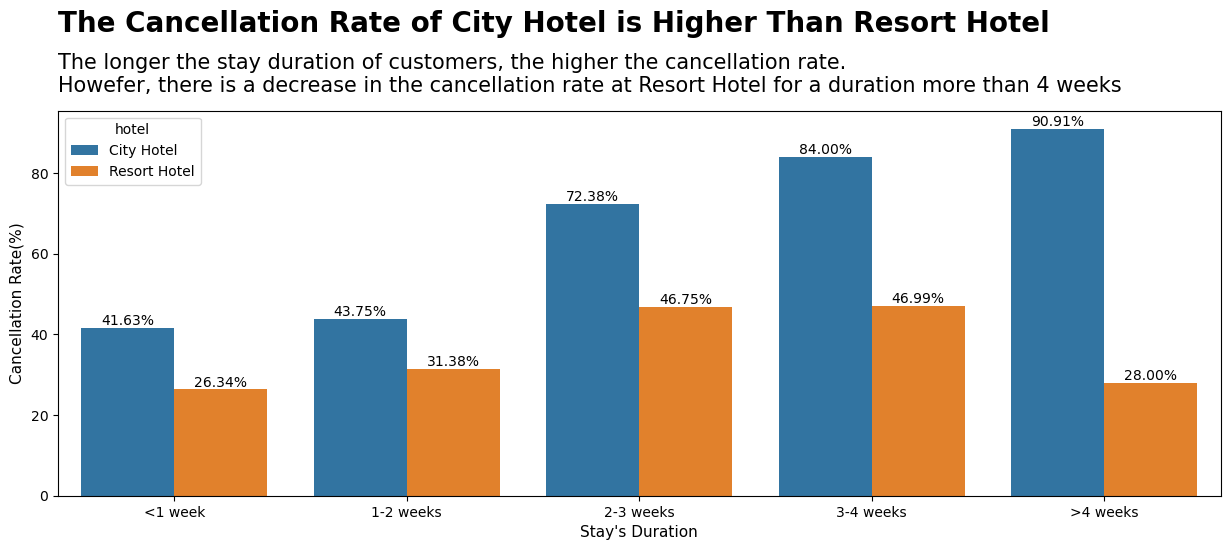 The Cancellation Rate of City Hotel is Higher Than Resort Hotel
The longer the stay duration of customers, the higher the cancellation rate.
Howefer, there is a decrease in the cancellation rate at Resort Hotel for a duration more than 4 weeks
hotel
City Hotel
Resort Hotel
Cancellation Rate(%)
80
60
40
20
0
41.63%
26.34%
43.75%
31.38%
72.38%
46.75%
84.00%
46.99%
90.91%
28.00%
<1 week
1-2 weeks
2-3 weeks
3-4 weeks
>4 weeks
Stay's Duration